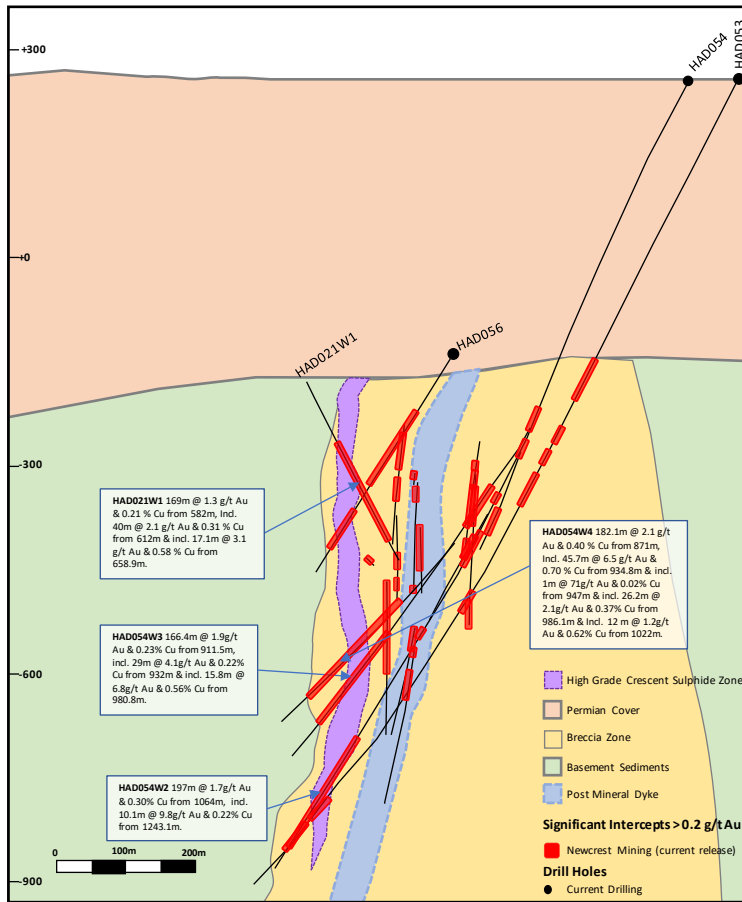 +300
HAD054
HAD053
+0
HAD056
HAD021W1
-300
HAD021W1 169m @ 1.3 g/t Au
& 0.21 % Cu from 582m, Incl.
40m @ 2.1 g/t Au & 0.31 % Cu
from 612m & incl. 17.1m @ 3.1
g/t Au & 0.58 % Cu from
658.9m.
HAD054W4 182.1m @ 2.1 g/t
Au & 0.40 % Cu from 871m,
Incl. 45.7m @ 6.5 g/t Au &
0.70 % Cu from 934.8m & incl.
1m @ 71g/t Au & 0.02% Cu
from 947m & incl. 26.2m @
2.1g/t Au & 0.37% Cu from
986.1m & Incl. 12 m @ 1.2g/t
Au & 0.62% Cu from 1022m.
HAD054W3 166.4m @ 1.9g/t
Au & 0.23% Cu from 911.5m,
incl. 29m @ 4.1g/t Au & 0.22%
Cu from 932m & incl. 15.8m @
6.8g/t Au & 0.56% Cu from
980.8m.
-600
High Grade Crescent Sulphide Zone
Permian Cover
Breccia Zone
Basement Sediments
Post Mineral Dyke
HAD054W2 197m @ 1.7g/t Au
& 0.30% Cu from 1064m, incl.
10.1m @ 9.8g/t Au & 0.22% Cu
from 1243.1m.
Significant Intercepts > 0.2 g/t Au
Newcrest Mining (current release)
Drill Holes
Current Drilling
0 100m 200m
-900